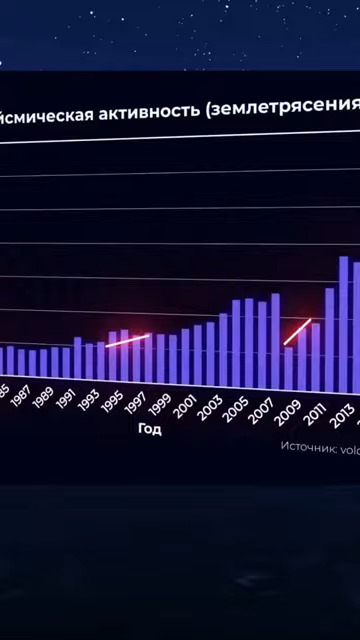 йсмическая активность (землетрясения
85 1987 1989 1991 1993 1995 1997 1999 2001 2003 2005 2007 2009 2011 2013
Год
Источник: volc